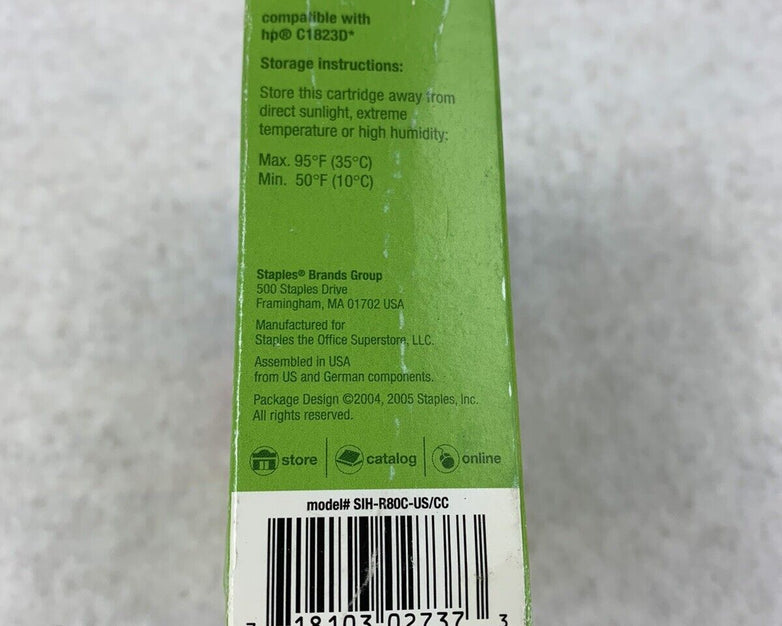 compatible with
hp® C1823D*
Storage instructions:
Store this cartridge away from
direct sunlight, extreme
temperature or high humidity:
Max. 95°F (35°C)
Min. 50°F (10°C)
Staples® Brands Group
500 Staples Drive
Framingham, MA 01702 USA
Manufactured for
Staples the Office Superstore, LLC.
Assembled in USA
from US and German components.
Package Design ©2004, 2005 Staples, Inc.
All rights reserved.
store | catalog | online
model# SIH-R80C-US/CC
18103 02737 3